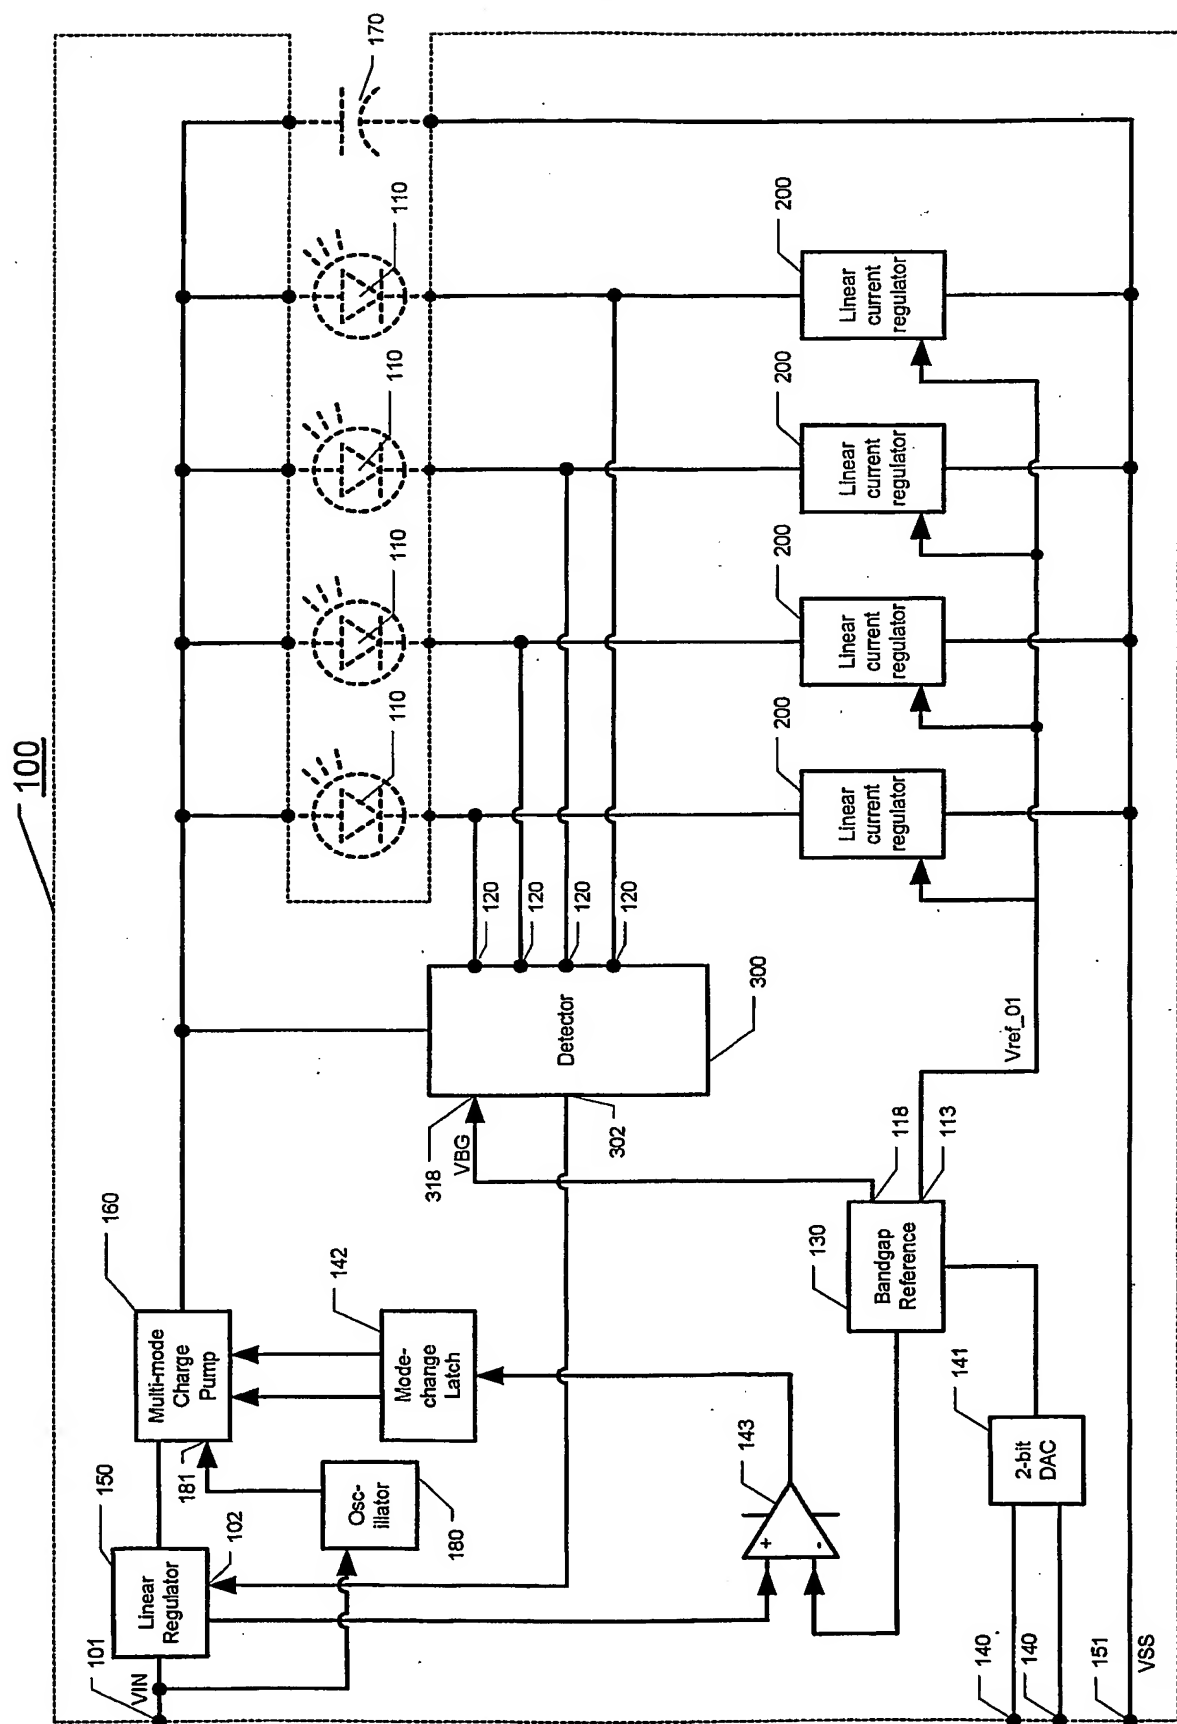 100
170
110
110
110
110
200
Linear
current
regulator
200
Linear
current
regulator
200
Linear
current
regulator
200
Linear
current
regulator
120
120
120
120
Detector
300
318
VBG
302
Vref_01
118
113
130
Bandgap
Reference
160
Multi-mode
Charge
Pump
181
142
Mode-
change
Latch
150
Linear
Regulator
102
Osc-
illator
180
101
VIN
143
+
-
141
2-bit
DAC
140
140
151
VSS